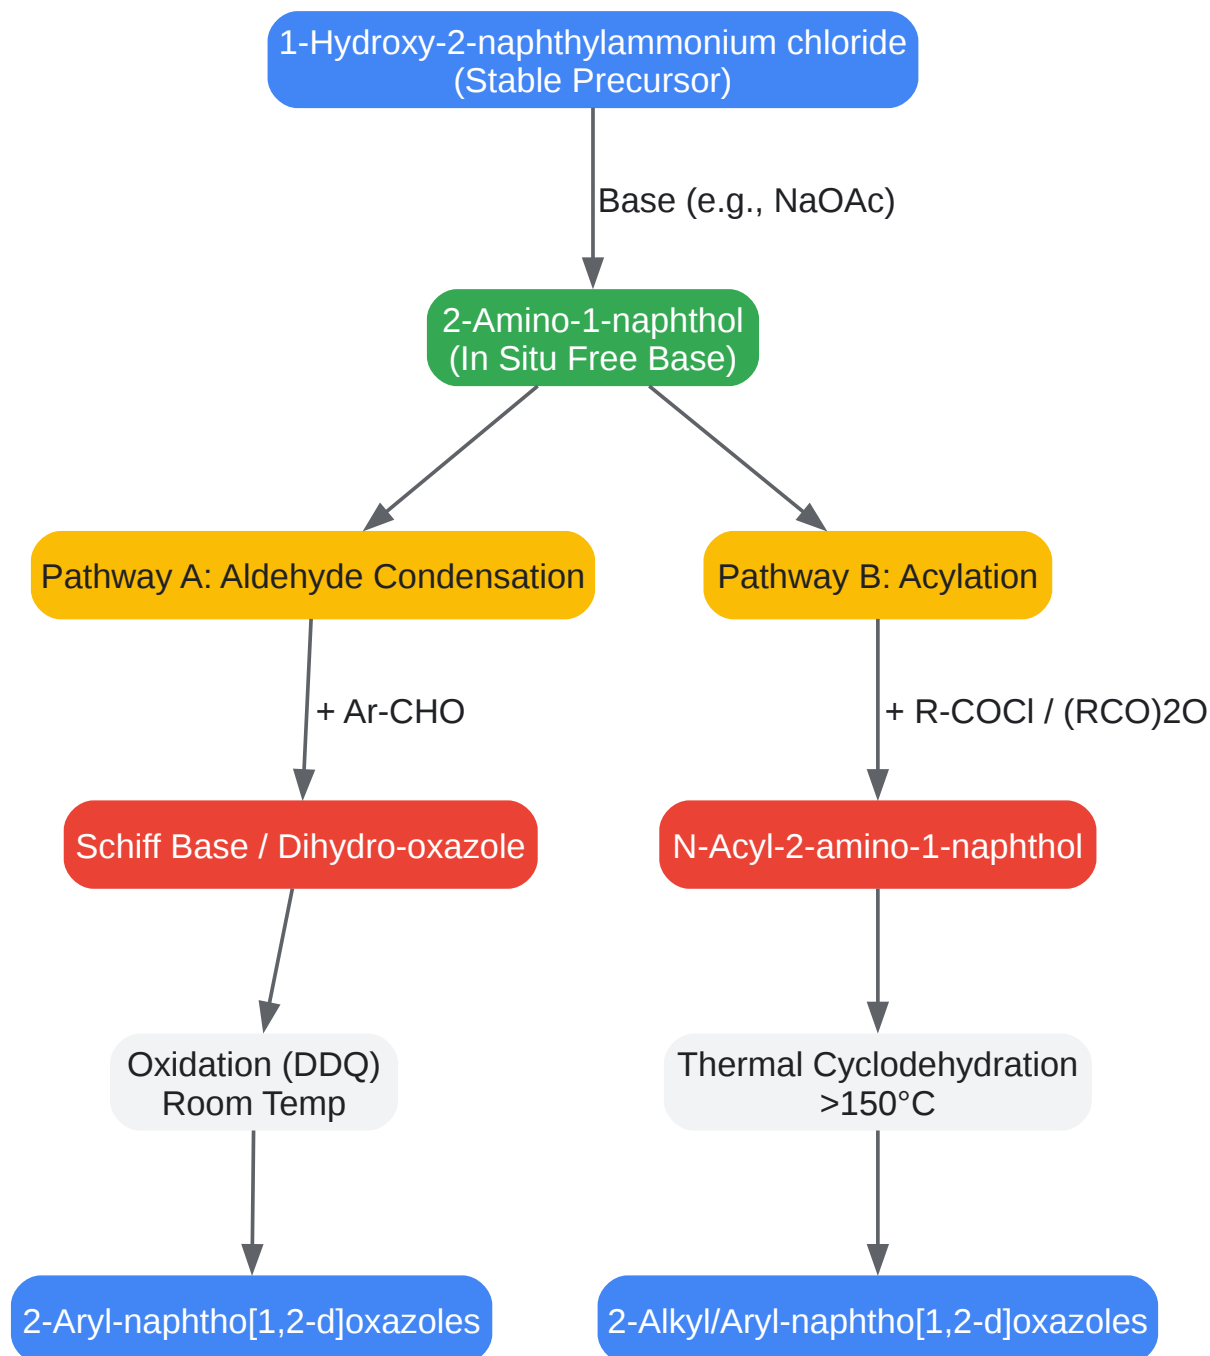 1-Hydroxy-2-naphthylammonium chloride
(Stable Precursor)
Base (e.g., NaOAc)
2-Amino-1-naphthol
(In Situ Free Base)
Pathway A: Aldehyde Condensation
Pathway B: Acylation
+ Ar-CHO
+ R-COCl / (RCO)2O
Schiff Base / Dihydro-oxazole
N-Acyl-2-amino-1-naphthol
Oxidation (DDQ)
Room Temp
Thermal Cyclodehydration
>150°C
2-Aryl-naphtho[1,2-d]oxazoles
2-Alkyl/Aryl-naphtho[1,2-d]oxazoles